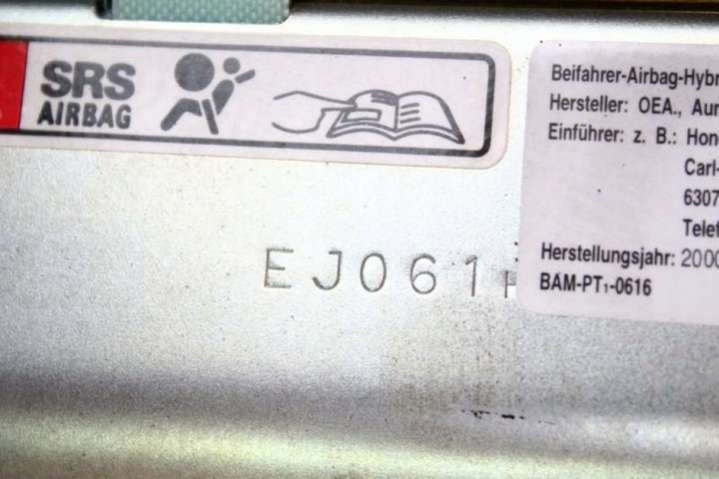 SRS
AIRBAG
Beifahrer-Airbag-Hybr
Hersteller: OEA., Aur
Einführer: z. B.: Hon
Carl-
6307
Telef
Herstellungsjahr: 2000
BAM-PT₁-0616
EJ061